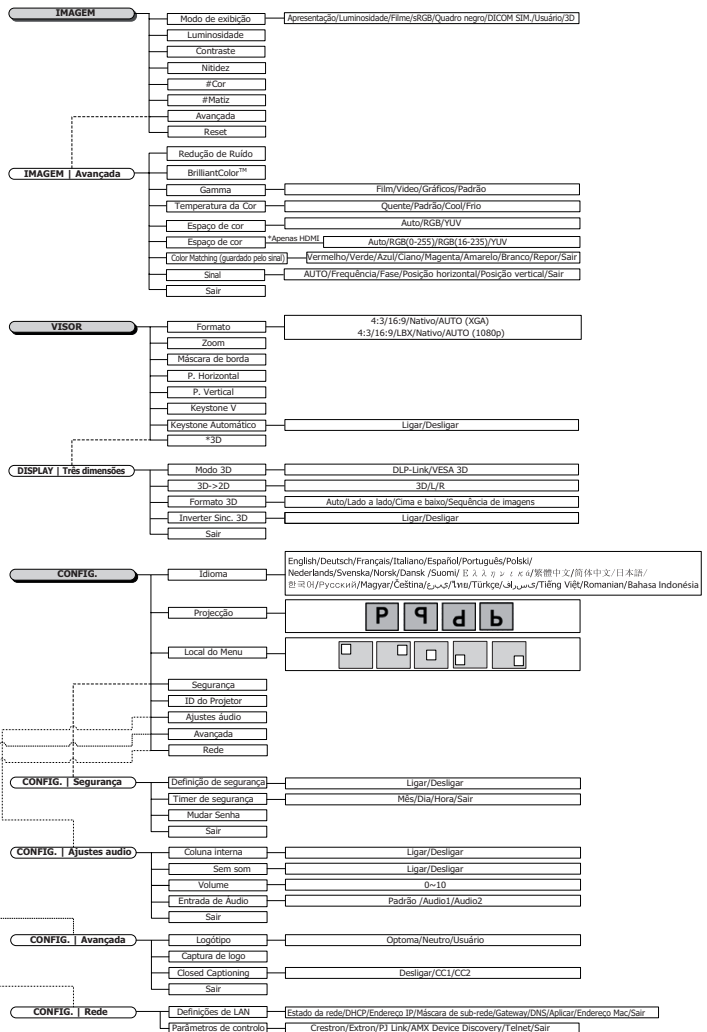 IMAGEM
Modo de exibição
Apresentação/Luminosidade/Filme/sRGB/Quadro negro/DICOM SIM./Usuário/3D
Luminosidade
Contraste
Nitidez
#Cor
#Matiz
Avançada
Reset
IMAGEM | Avançada
Redução de Ruído
BrilliantColor™
Gamma
Film/Video/Gráficos/Padrão
Temperatura da Cor
Quente/Padrão/Cool/Frio
Espaço de cor
Auto/RGB/YUV
Espaço de cor
*Apenas HDMI
Auto/RGB(0-255)/RGB(16-235)/YUV
Color Matching (guardado pelo sinal)
Vermelho/Verde/Azul/Ciano/Magenta/Amarelo/Branco/Repor/Sair
Sinal
AUTO/Frequência/Fase/Posição horizontal/Posição vertical/Sair
Sair
VISOR
Formato
4:3/16:9/Nativo/AUTO (XGA)
4:3/16:9/LBX/Nativo/AUTO (1080p)
Zoom
Máscara de borda
P. Horizontal
P. Vertical
Keystone V
Keystone Automático
Ligar/Desligar
*3D
DISPLAY | Três dimensões
Modo 3D
DLP-Link/VESA 3D
3D->2D
3D/L/R
Formato 3D
Auto/Lado a lado/Cima e baixo/Sequência de imagens
Inverter Sinc. 3D
Ligar/Desligar
Sair
CONFIG.
Idioma
English/Deutsch/Français/Italiano/Español/Português/Polski/
Nederlands/Svenska/Norsk/Dansk /Suomi/ Ελληνικά/繁體中文/简体中文/日本語/
한국어/Русский/Magyar/Čeština/عربي/ไทย/Türkçe/فارسی/Tiếng Việt/Romanian/Bahasa Indonésia
Projecção
P
Local do Menu
Segurança
ID do Projetor
Ajustes áudio
Avançada
Rede
CONFIG. | Segurança
Definição de segurança
Ligar/Desligar
Timer de segurança
Mês/Dia/Hora/Sair
Mudar Senha
Sair
CONFIG. | Ajustes audio
Coluna interna
Ligar/Desligar
Sem som
Ligar/Desligar
Volume
0~10
Entrada de Áudio
Padrão /Audio1/Audio2
Sair
CONFIG. | Avançada
Logótipo
Optoma/Neutro/Usuário
Captura de logo
Closed Captioning
Desligar/CC1/CC2
Sair
CONFIG. | Rede
Definições de LAN
Estado da rede/DHCP/Endereço IP/Máscara de sub-rede/Gateway/DNS/Aplicar/Endereço Mac/Sair
Parâmetros de controlo
Crestron/Extron/PJ Link/AMX Device Discovery/Telnet/Sair